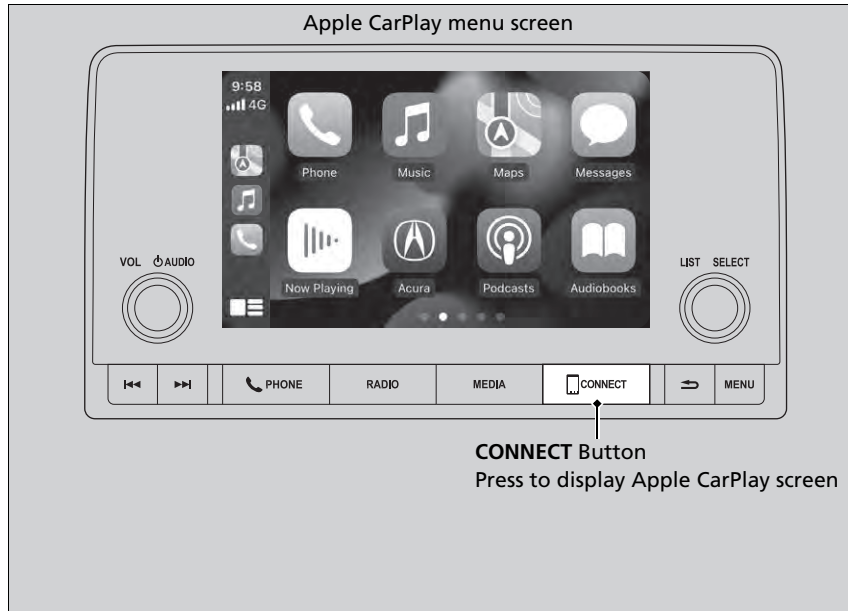 Apple CarPlay menu screen
9:58
4G
Phone
Music
Maps
Messages
Now Playing
Acura
Podcasts
Audiobooks
VOL AUDIO
LIST SELECT
PHONE
RADIO
MEDIA
CONNECT
MENU
CONNECT Button
Press to display Apple CarPlay screen